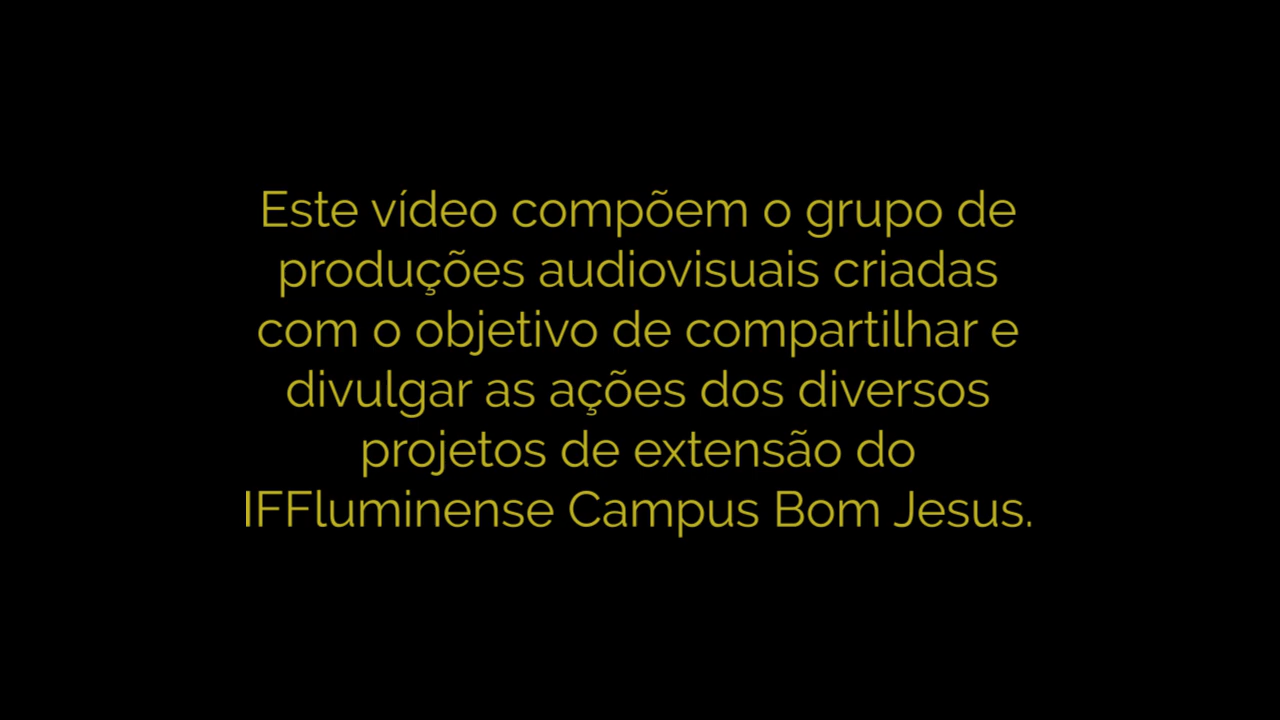 Este vídeo compõem o grupo de
produções audiovisuais criadas
com o objetivo de compartilhar e
divulgar as ações dos diversos
projetos de extensão do
IFFluminense Campus Bom Jesus.